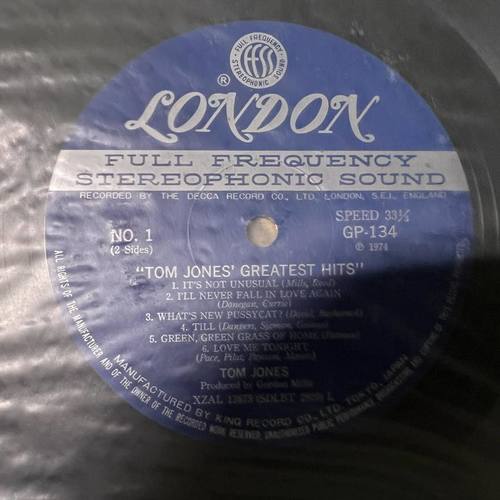 FULL FREQUENCY
FFSS
STEREOPHONIC SOUND
® LONDON
FULL FREQUENCY
STEREOPHONIC SOUND
RECORDED BY THE DECCA RECORD CO., LTD. LONDON, S.E.I., ENGLAND
SPEED 33⅓
NO. 1 GP-134
(2 Sides) ℗ 1974
"TOM JONES' GREATEST HITS"
1. IT'S NOT UNUSUAL (Mills, Reed)
2. I'LL NEVER FALL IN LOVE AGAIN
(Donegan, Currie)
3. WHAT'S NEW PUSSYCAT? (David, Bacharach)
4. TILL (Danvers, Sigman,
5. GREEN, GREEN GRASS OF HOME (Putman)
6. LOVE ME TONIGHT
(Pace, Pilat, Panzeri, Mason)
TOM JONES
Produced by Gordon Mills
XZAL 13673 (SDLBT L
MANUFACTURED BY KING RECORD CO., LTD. TOKYO, JAPAN
ALL RIGHTS OF THE MANUFACTURER AND OF THE OWNER OF THE RECORDED WORK RESERVED. UNAUTHORISED PUBLIC PERFORMANCE